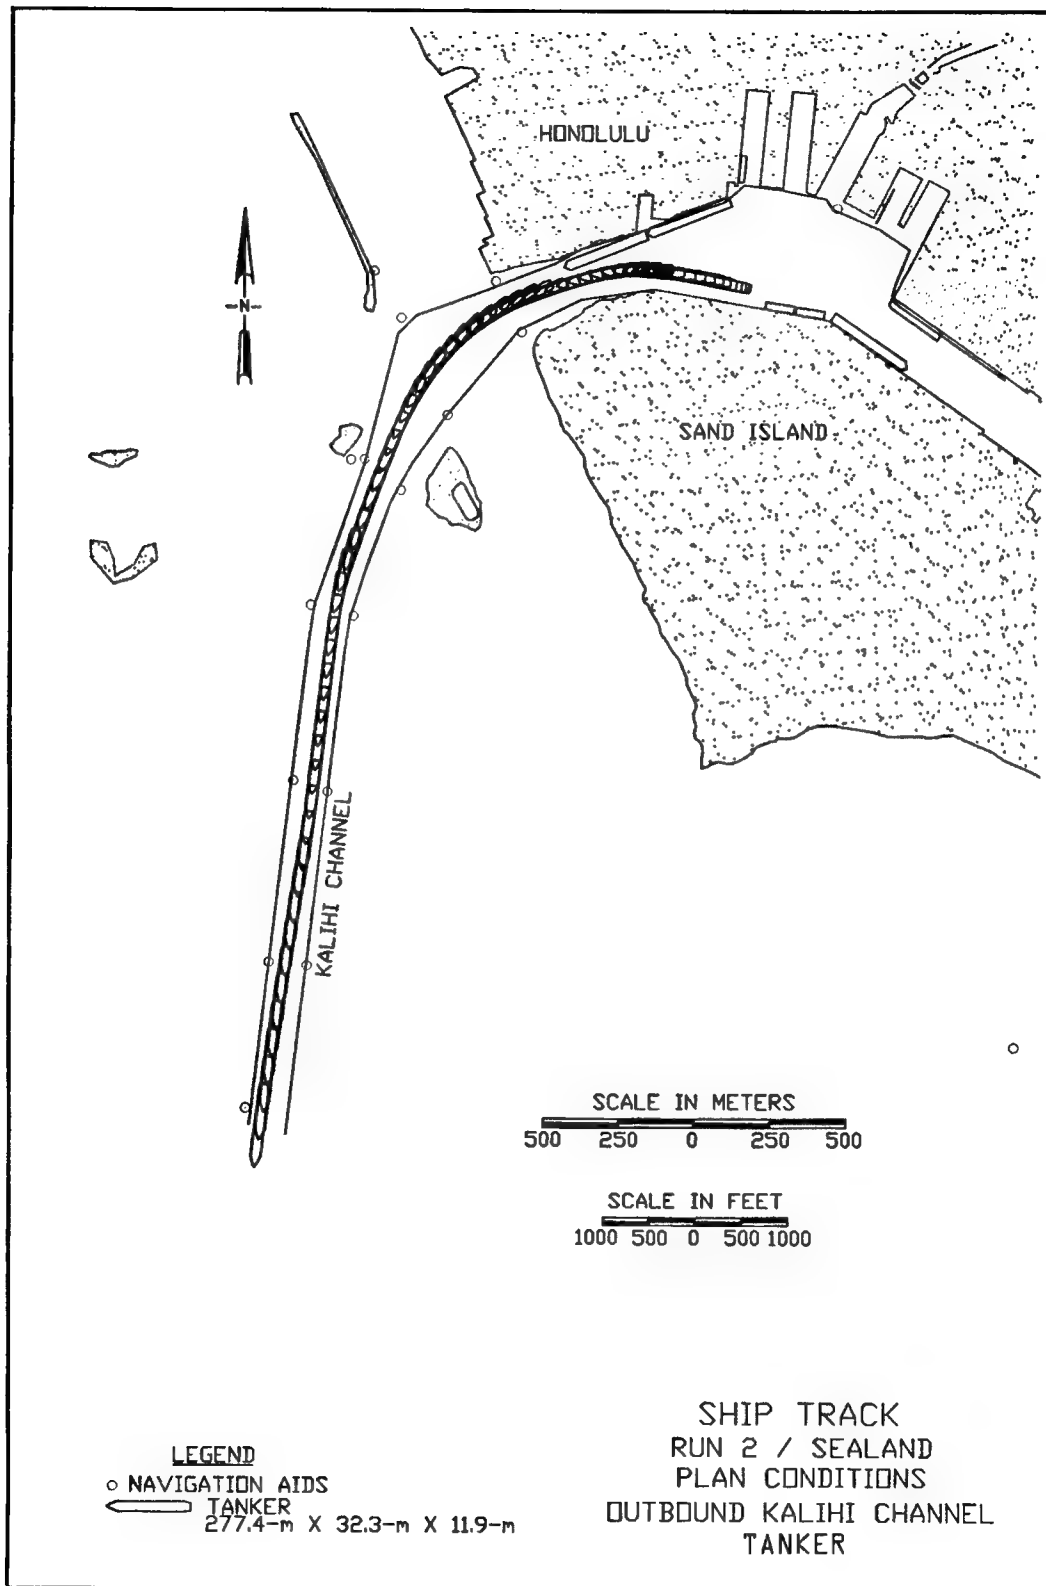 HONOLULU
-N-
SAND ISLAND
KALIHI CHANNEL
SCALE IN METERS
500 250 0 250 500
SCALE IN FEET
1000 500 0 500 1000
SHIP TRACK
RUN 2 / SEALAND
PLAN CONDITIONS
OUTBOUND KALIHI CHANNEL
TANKER
LEGEND
NAVIGATION AIDS
TANKER
277.4-m X 32.3-m X 11.9-m